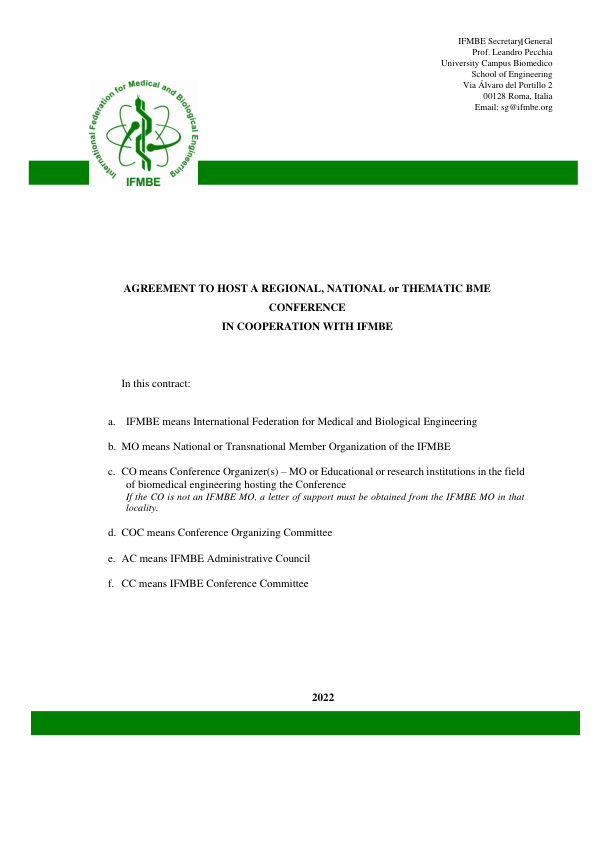 IFMBE Secretary General
Prof. Leandro Pecchia
University Campus Biomedico
School of Engineering
Via Álvaro del Portillo 2
00128 Roma, Italia
Email: sg@ifmbe.org
International Federation for Medical and Biological Engineering
IFMBE
AGREEMENT TO HOST A REGIONAL, NATIONAL or THEMATIC BME
CONFERENCE
IN COOPERATION WITH IFMBE
In this contract:
a. IFMBE means International Federation for Medical and Biological Engineering
b. MO means National or Transnational Member Organization of the IFMBE
c. CO means Conference Organizer(s) – MO or Educational or research institutions in the field
of biomedical engineering hosting the Conference
If the CO is not an IFMBE MO, a letter of support must be obtained from the IFMBE MO in that
locality.
d. COC means Conference Organizing Committee
e. AC means IFMBE Administrative Council
f. CC means IFMBE Conference Committee
2022